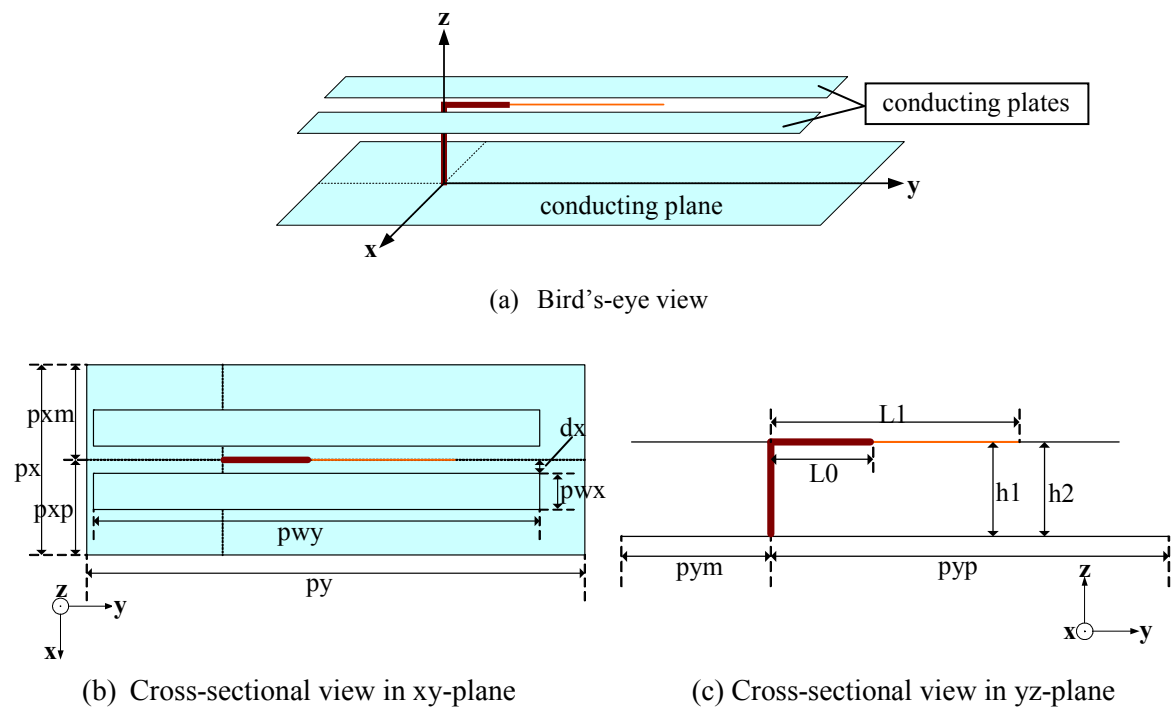 z
conducting plates
y
conducting plane
x
(a) Bird's-eye view
pxm
dx
L1
px
L0
pwx
h1
h2
pxp
pwy
pym
pyp
py
z
y
x
z
x
y
(b) Cross-sectional view in xy-plane
(c) Cross-sectional view in yz-plane